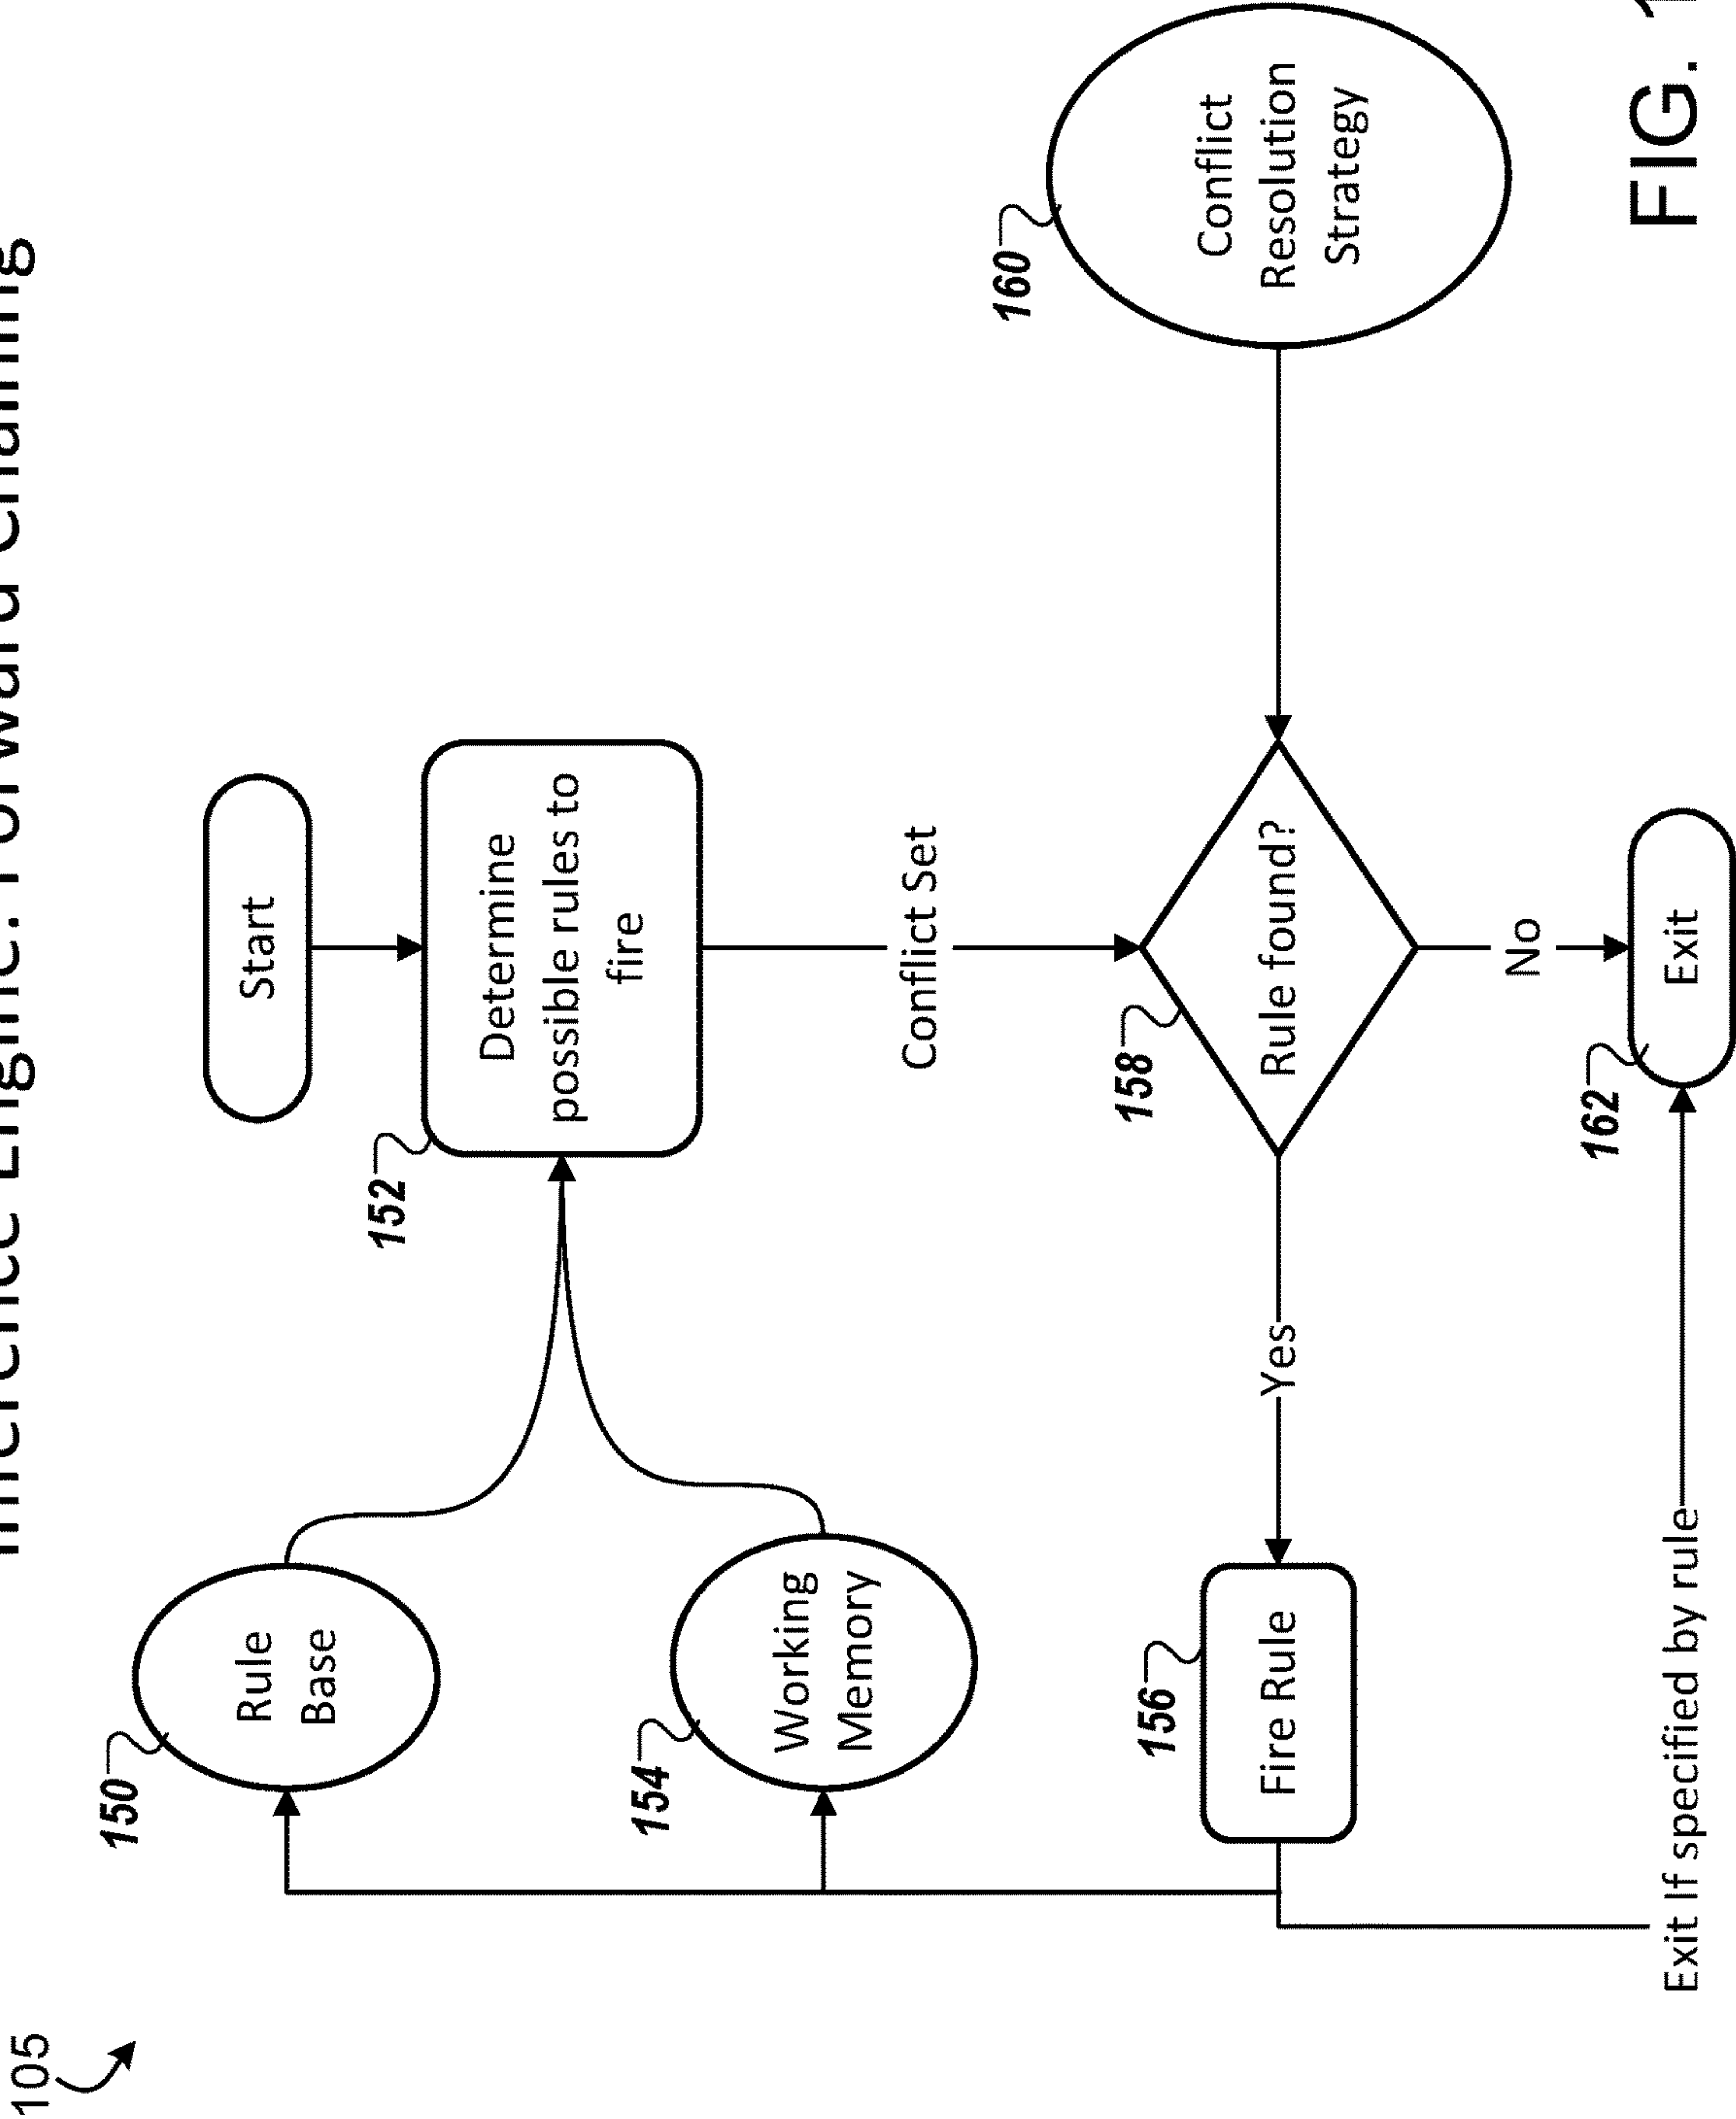 Inference Engine: Forward Chaining
105
Start
150
Rule
Base
152
Determine
possible rules to
fire
154
Working
Memory
Conflict Set
160
Conflict
Resolution
Strategy
158
Rule found?
Yes
156
Fire Rule
No
162
Exit
Exit If specified by rule
FIG.